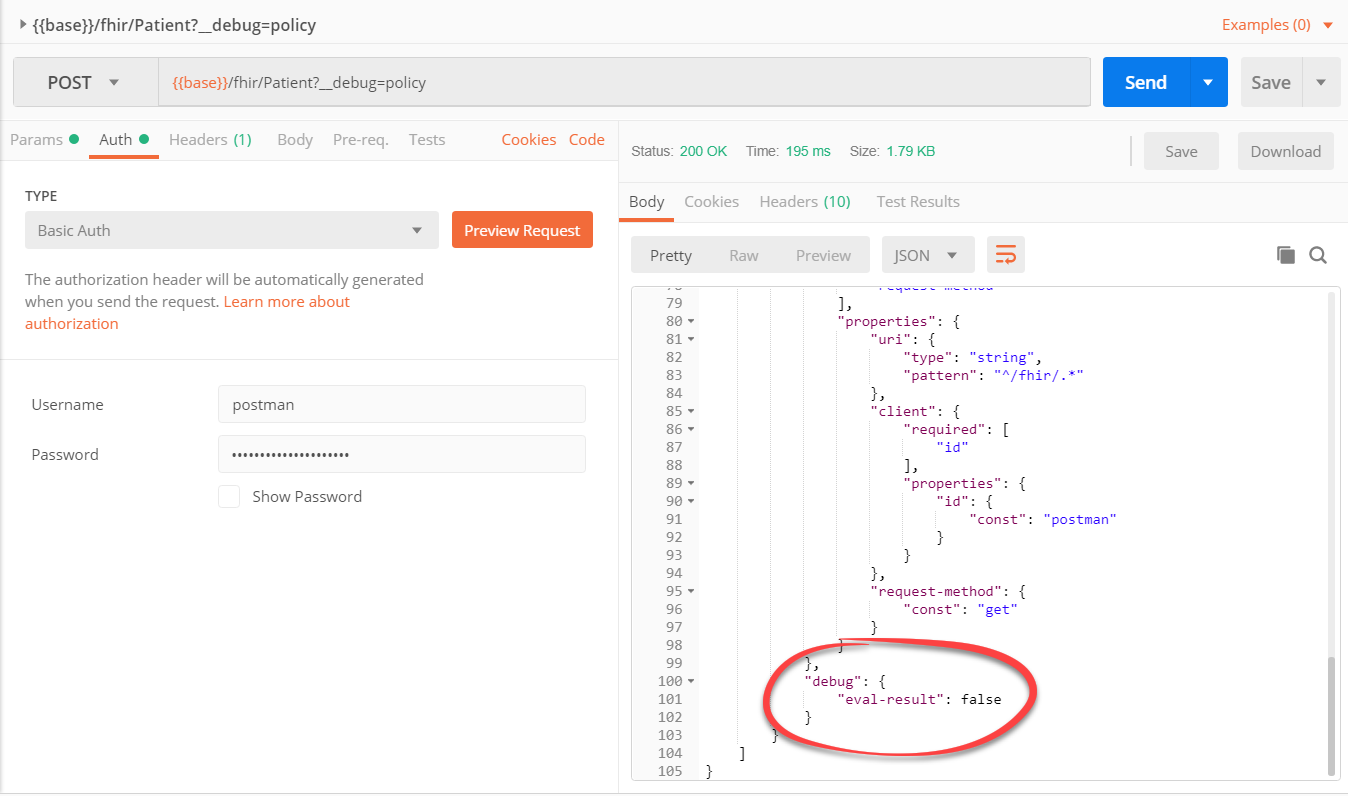 {{base}}/fhir/Patient?__debug=policy
Examples (0)
POST
{{base}}/fhir/Patient?__debug=policy
Send
Save
Params
Auth
Headers (1)
Body
Pre-req.
Tests
Cookies
Code
TYPE
Basic Auth
Preview Request
The authorization header will be automatically generated
when you send the request. Learn more about
authorization
Username
postman
Password
•••••••••••••••••••••
Show Password
Status: 200 OK Time: 195 ms Size: 1.79 KB
Save
Download
Body
Cookies
Headers (10)
Test Results
Pretty
Raw
Preview
JSON
78 "request-method"
79 ],
80 "properties": {
81 "uri": {
82 "type": "string",
83 "pattern": "^/fhir/.*"
84 },
85 "client": {
86 "required": [
87 "id"
88 ],
89 "properties": {
90 "id": {
91 "const": "postman"
92 }
93 }
94 },
95 "request-method": {
96 "const": "get"
97 }
98 }
99 },
100 "debug": {
101 "eval-result": false
102 }
103 }
104 ]
105 }